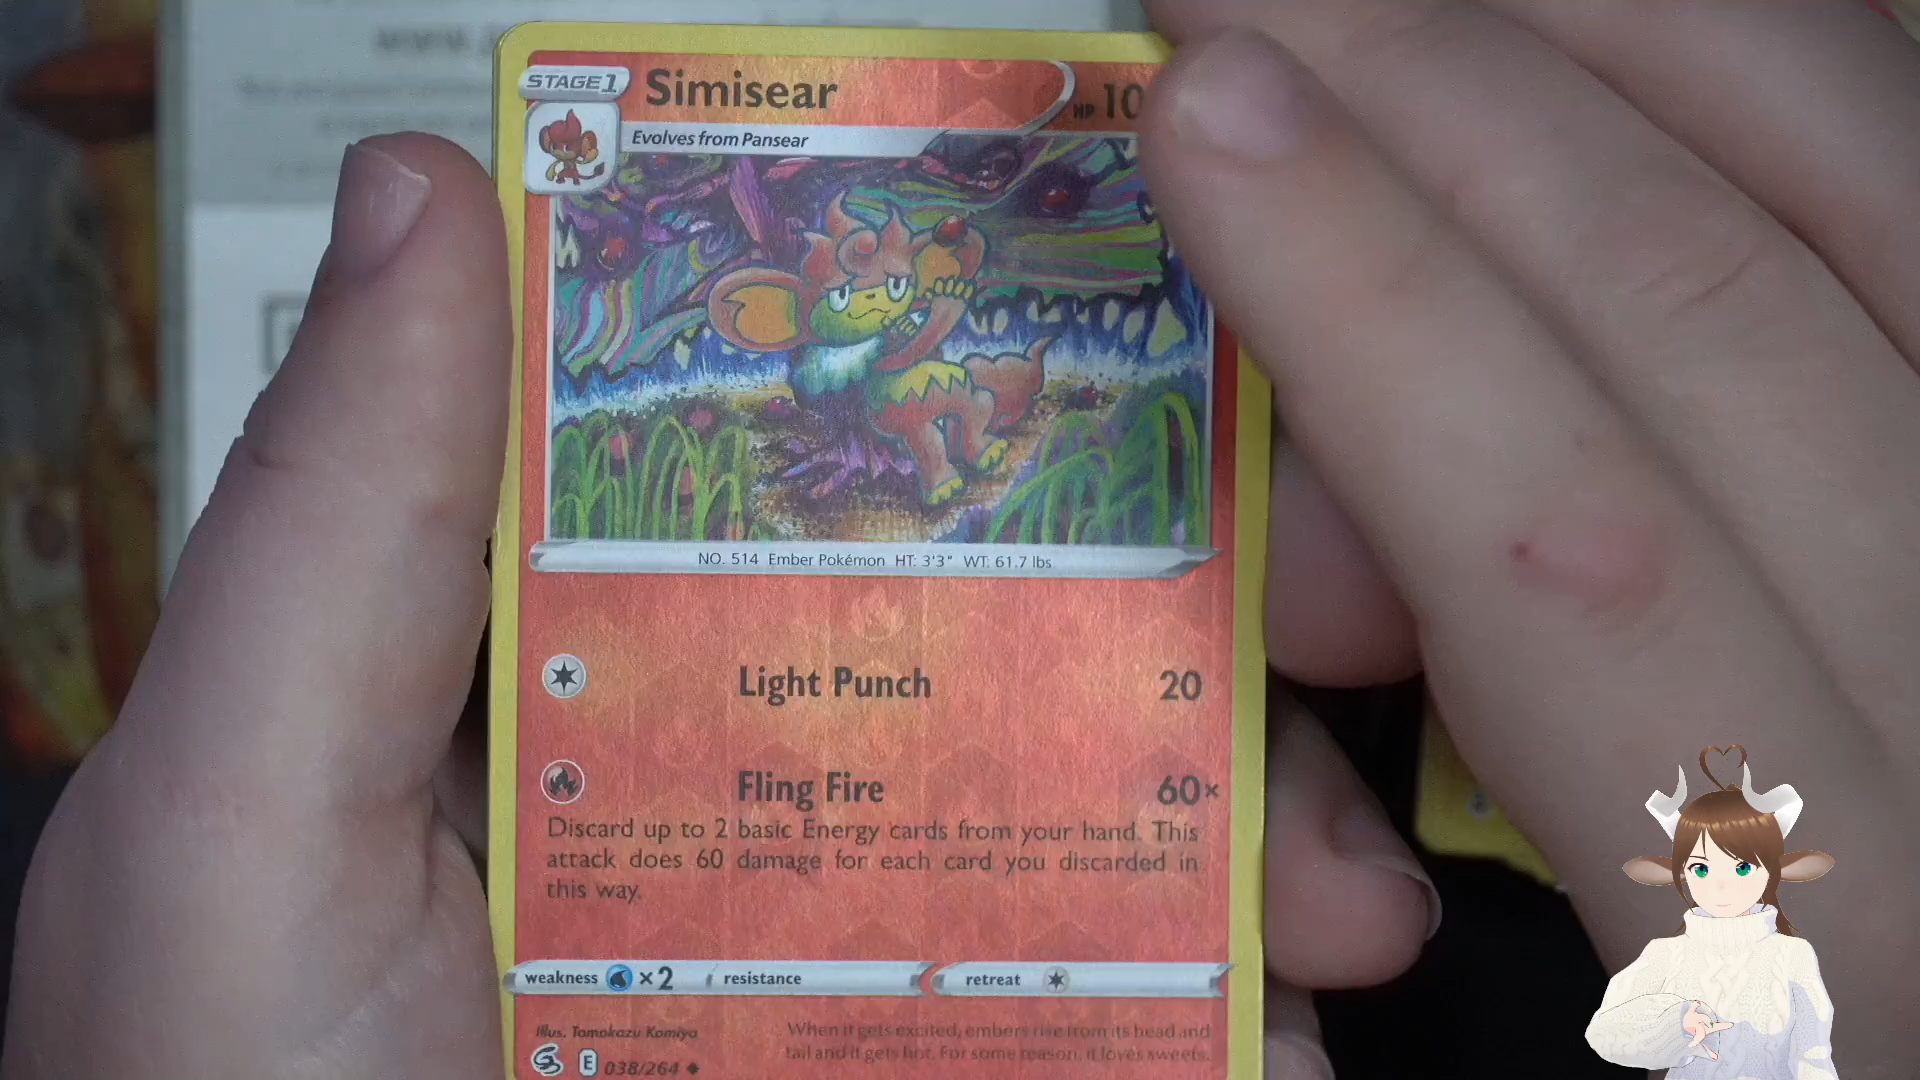 STAGE1
Simisear
HP 10
Evolves from Pansear
NO. 514 Ember Pokémon HT: 3'3" WT: 61.7 lbs
Light Punch 20
Fling Fire 60×
Discard up to 2 basic Energy cards from your hand. This
attack does 60 damage for each card you discarded in
this way.
weakness ×2 resistance retreat
Illus. Tomokazu Komiya
When it gets excited, embers rise from its head and
tail and it gets hot. For some reason, it loves sweets.
E 038/264